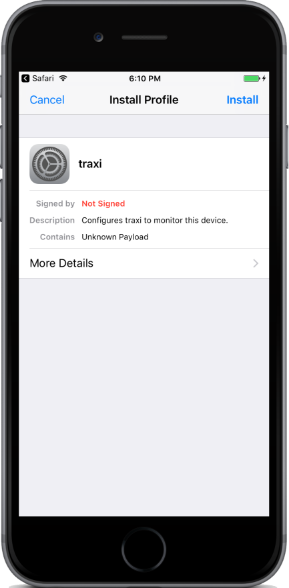 Safari 6:10 PM
Cancel Install Profile Install
traxi
Signed by Not Signed
Description Configures traxi to monitor this device.
Contains Unknown Payload
More Details